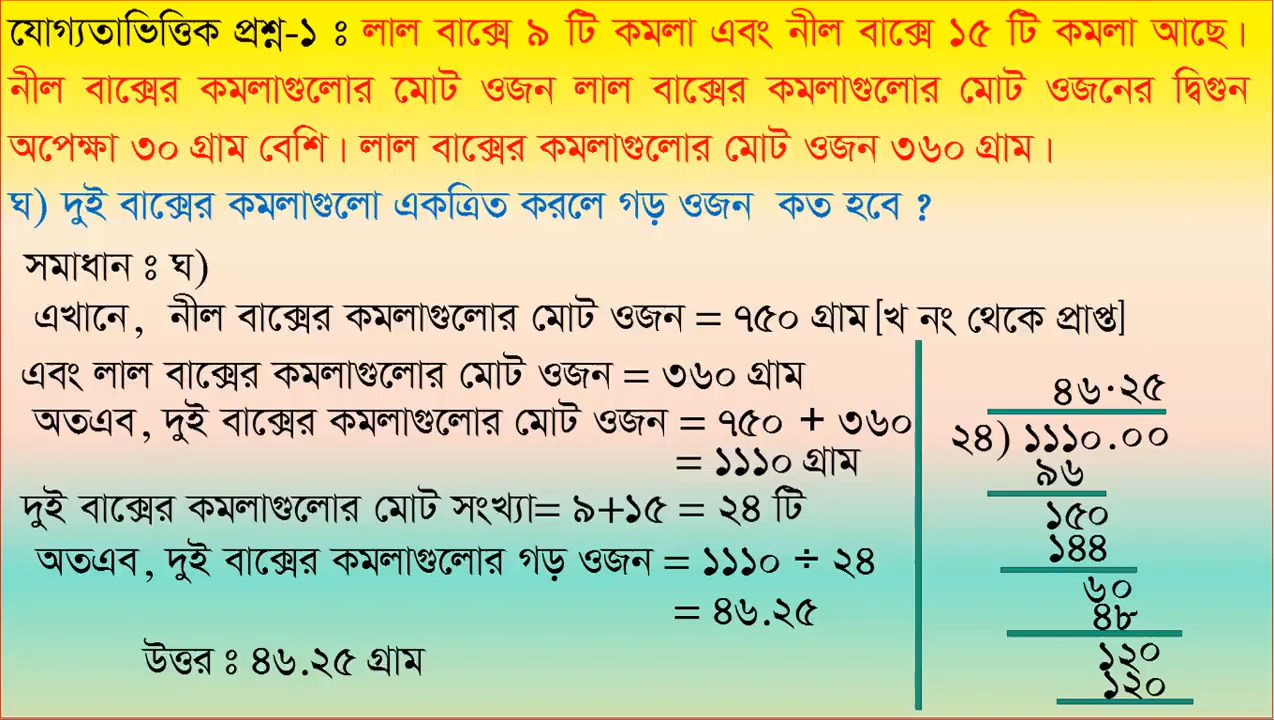 যোগ্যতাভিত্তিক প্রশ্ন-১ ঃ লাল বাক্সে ৯ টি কমলা এবং নীল বাক্সে ১৫ টি কমলা আছে।
নীল বাক্সের কমলাগুলোর মোট ওজন লাল বাক্সের কমলাগুলোর মোট ওজনের দ্বিগুন
অপেক্ষা ৩০ গ্রাম বেশি। লাল বাক্সের কমলাগুলোর মোট ওজন ৩৬০ গ্রাম।
ঘ) দুই বাক্সের কমলাগুলো একত্রিত করলে গড় ওজন কত হবে ?
সমাধান ঃ ঘ)
এখানে, নীল বাক্সের কমলাগুলোর মোট ওজন = ৭৫০ গ্রাম [খ নং থেকে প্রাপ্ত]
এবং লাল বাক্সের কমলাগুলোর মোট ওজন = ৩৬০ গ্রাম
অতএব, দুই বাক্সের কমলাগুলোর মোট ওজন = ৭৫০ + ৩৬০
= ১১১০ গ্রাম
দুই বাক্সের কমলাগুলোর মোট সংখ্যা= ৯+১৫ = ২৪ টি
অতএব, দুই বাক্সের কমলাগুলোর গড় ওজন = ১১১০ ÷ ২৪
= ৪৬.২৫
উত্তর ঃ ৪৬.২৫ গ্রাম
৪৬·২৫
২৪) ১১১০.০০
৯৬
১৫০
১৪৪
৬০
৪৮
১২০
১২০